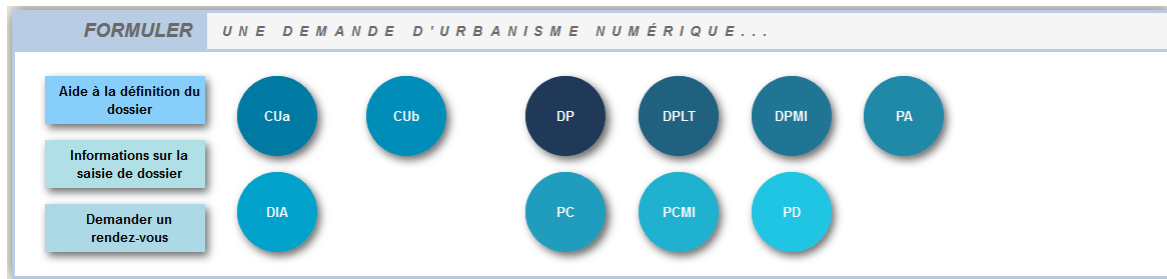 FORMULER UNE DEMANDE D'URBANISME NUMÉRIQUE...
Aide à la définition du
dossier
Informations sur la
saisie de dossier
Demander un
rendez-vous
CUa CUb DP DPLT DPMI PA
DIA PC PCMI PD